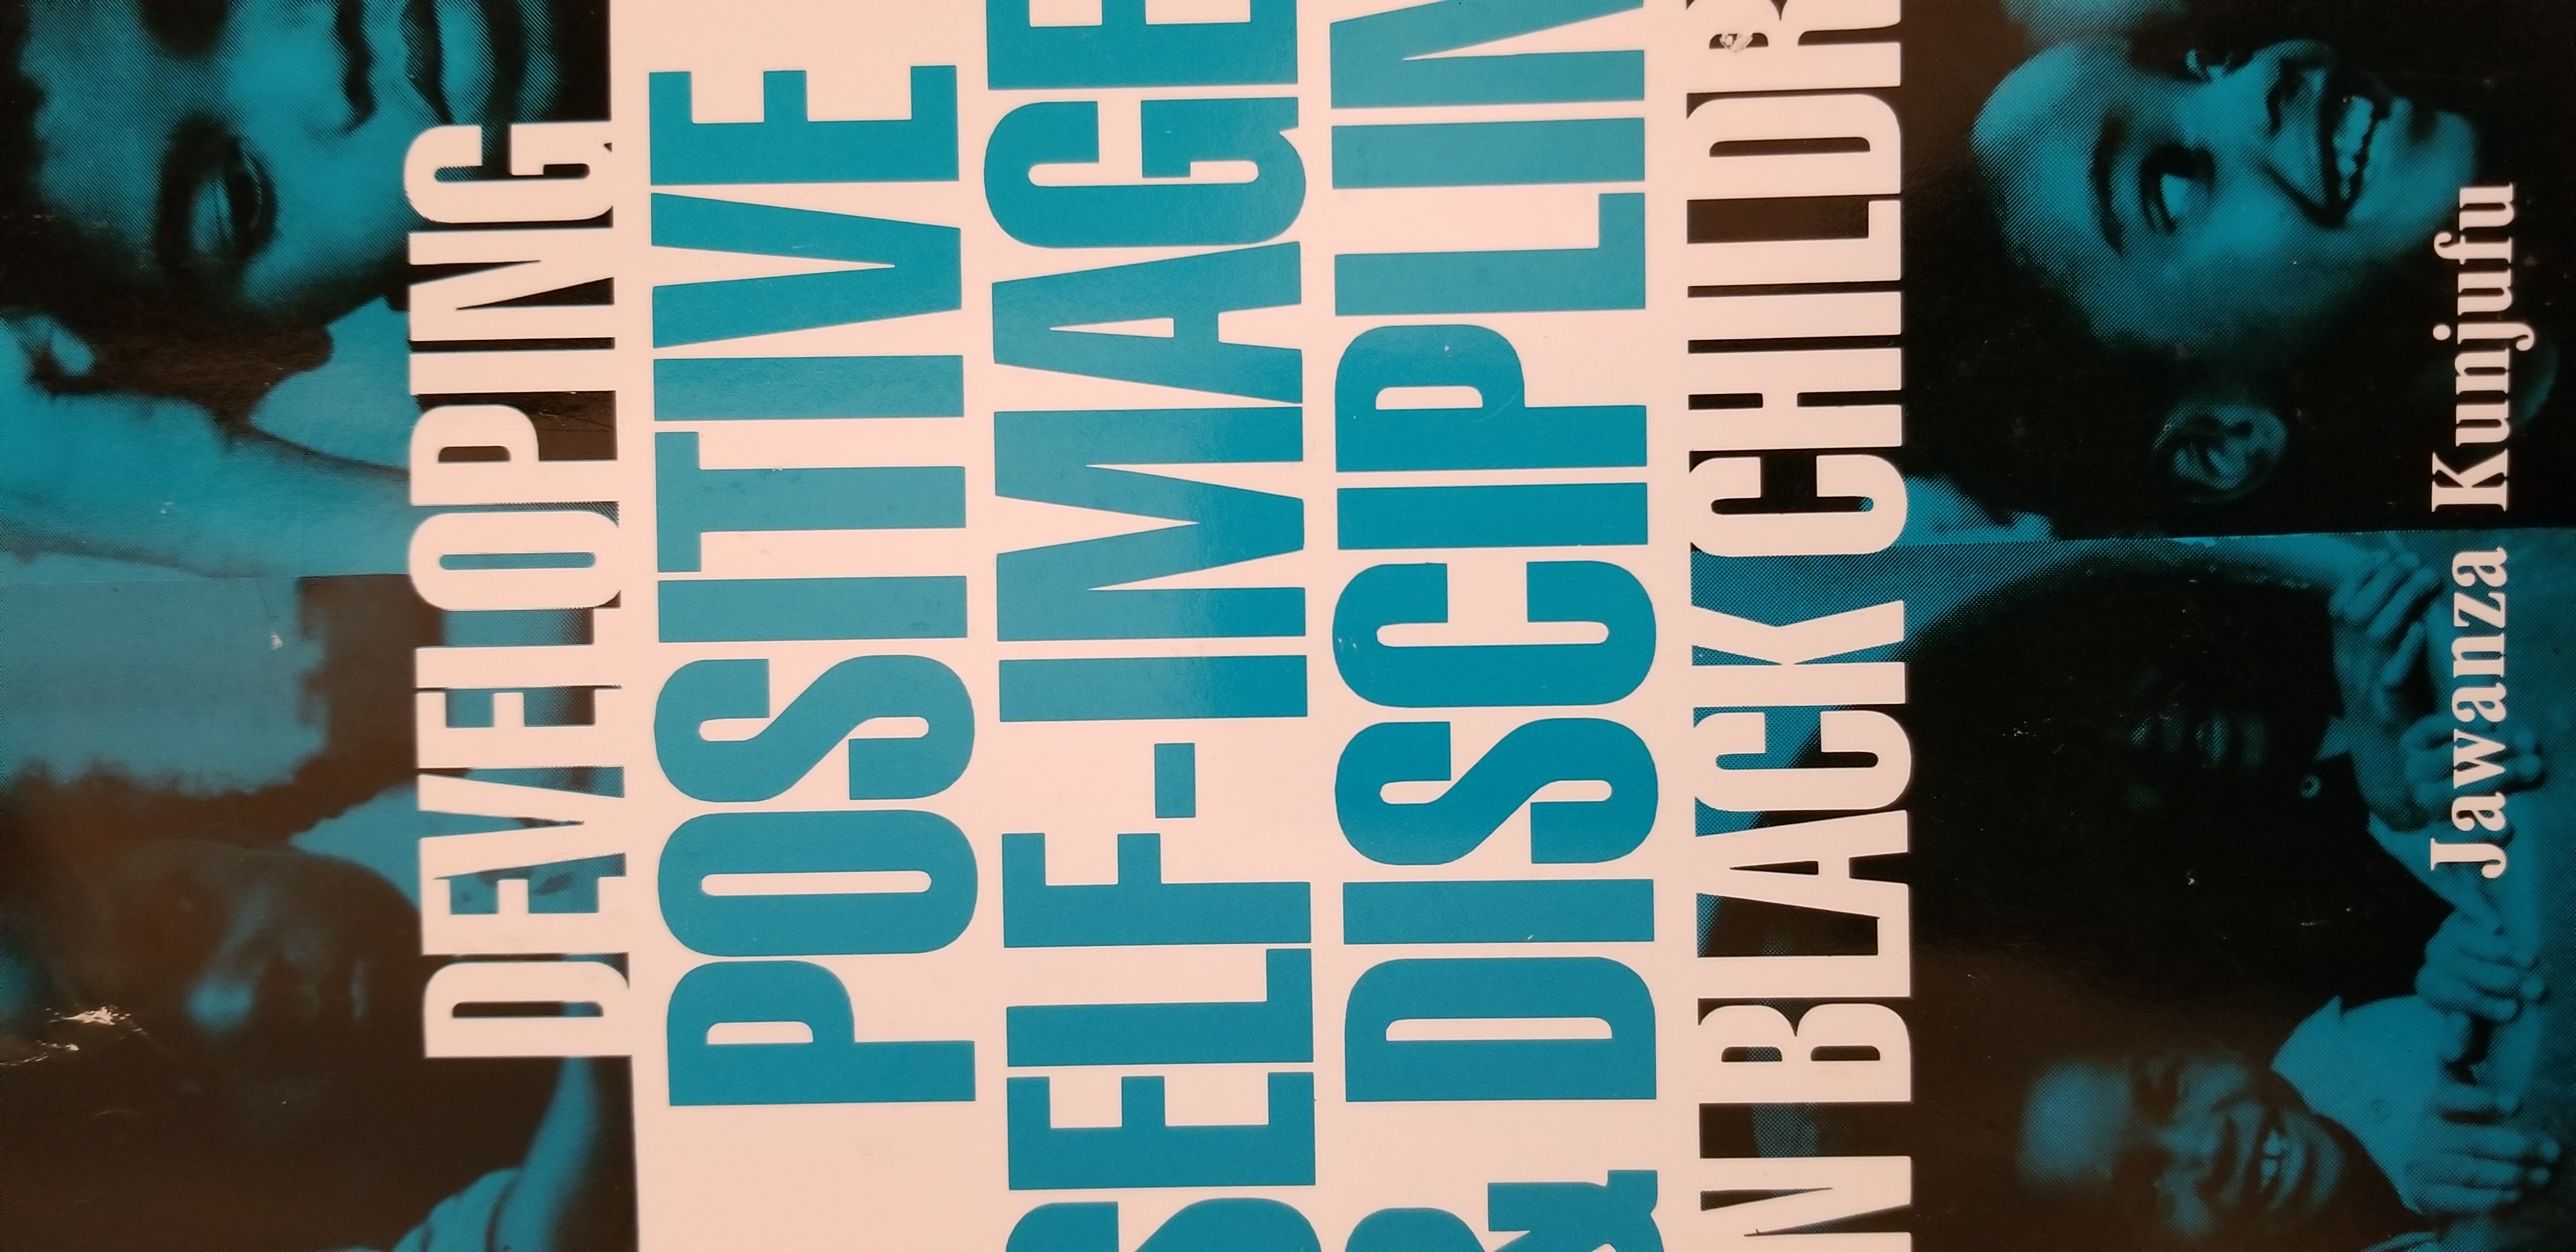 DEVELOPING
POSITIVE
SELF-IMAGE
& DISCIPLIN
N BLACK CHILDR
Jawanza Kunjufu